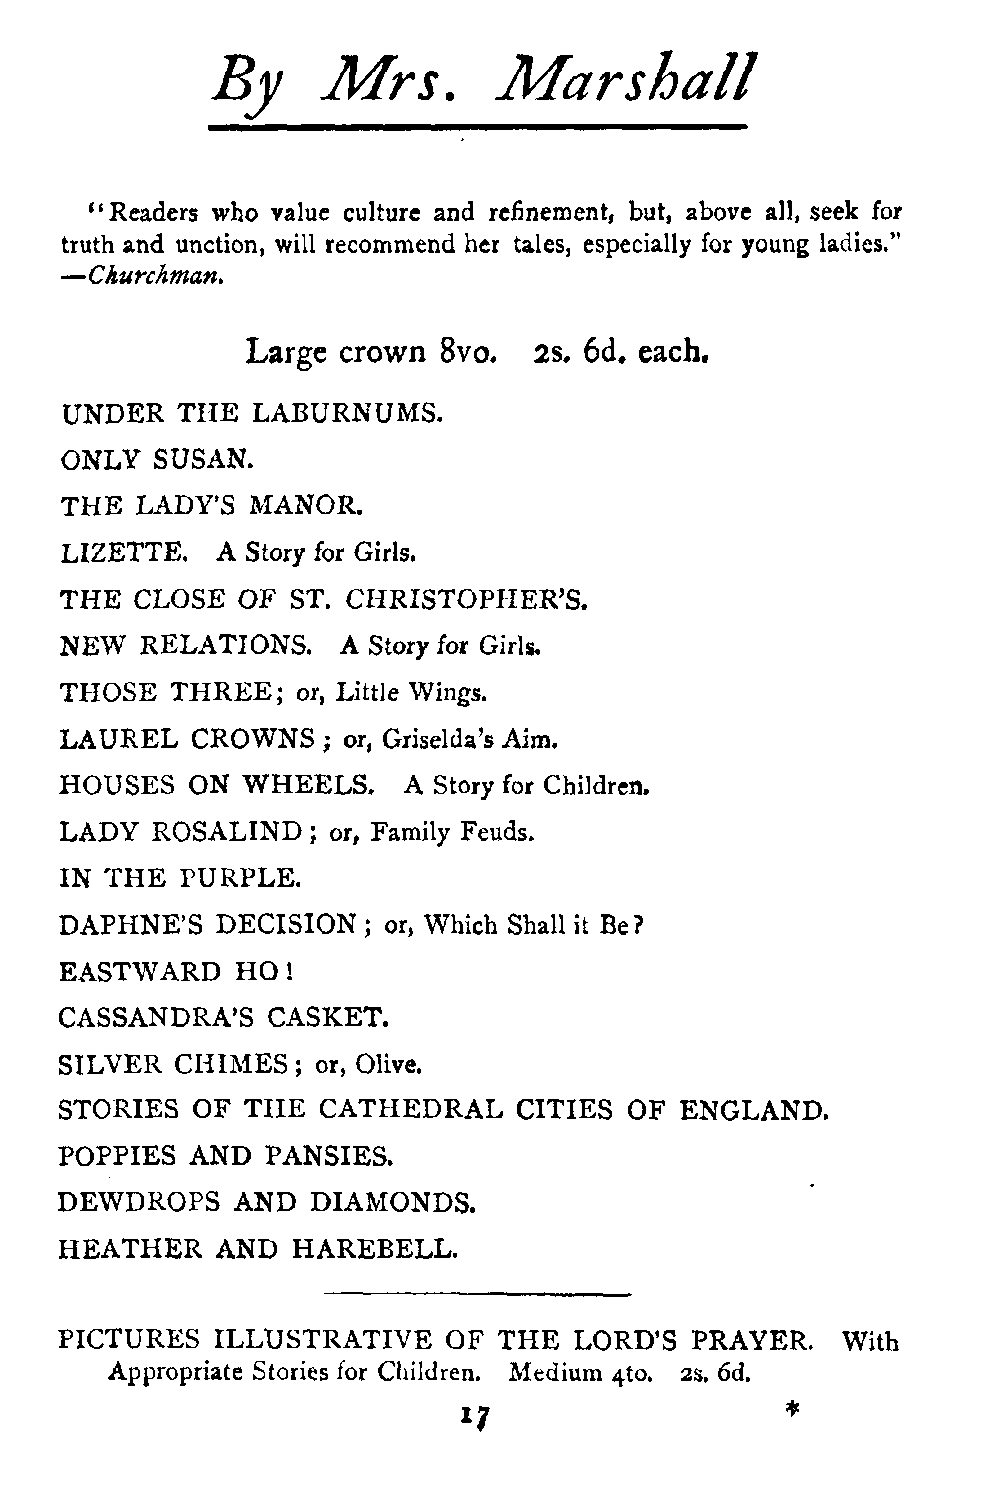 By Mrs. Marshall
"Readers who value culture and refinement, but, above all, seek for
truth and unction, will recommend her tales, especially for young ladies."
—Churchman.
Large crown 8vo. 2s. 6d. each.
UNDER THE LABURNUMS.
ONLY SUSAN.
THE LADY'S MANOR.
LIZETTE. A Story for Girls.
THE CLOSE OF ST. CHRISTOPHER'S.
NEW RELATIONS. A Story for Girls.
THOSE THREE; or, Little Wings.
LAUREL CROWNS; or, Griselda's Aim.
HOUSES ON WHEELS. A Story for Children.
LADY ROSALIND; or, Family Feuds.
IN THE PURPLE.
DAPHNE'S DECISION; or, Which Shall it Be?
EASTWARD HO!
CASSANDRA'S CASKET.
SILVER CHIMES; or, Olive.
STORIES OF THE CATHEDRAL CITIES OF ENGLAND.
POPPIES AND PANSIES.
DEWDROPS AND DIAMONDS.
HEATHER AND HAREBELL.
PICTURES ILLUSTRATIVE OF THE LORD'S PRAYER. With
Appropriate Stories for Children. Medium 4to. 2s. 6d.
17 *